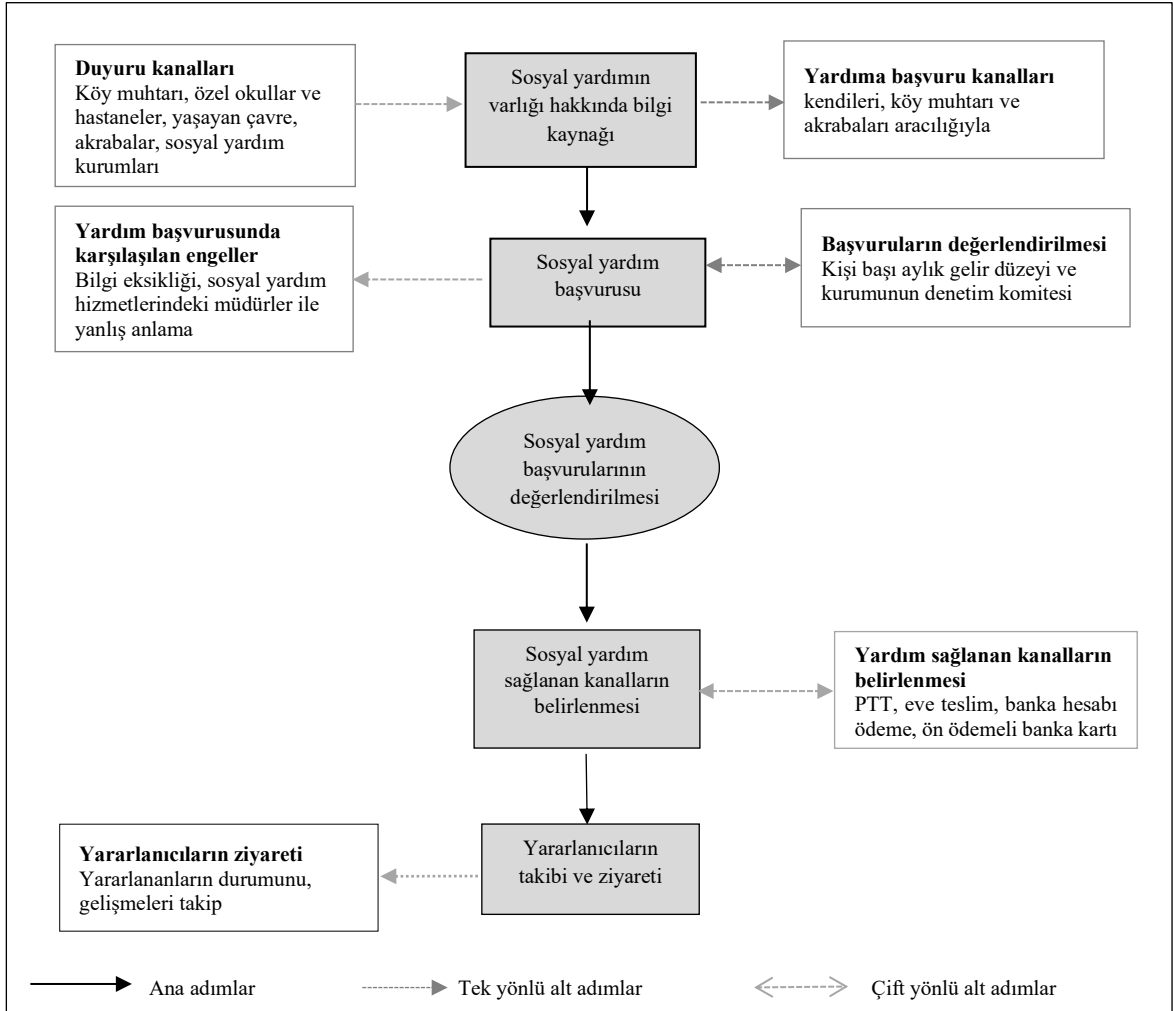 Duyuru kanalları
Köy muhtarı, özel okullar ve
hastaneler, yaşayan çavre,
akrabalar, sosyal yardım
kurumları
Sosyal yardımın
varlığı hakkında bilgi
kaynağı
Yardıma başvuru kanalları
kendileri, köy muhtarı ve
akrabaları aracılığıyla
Yardım başvurusunda
karşılaşılan engeller
Bilgi eksikliği, sosyal yardım
hizmetlerindeki müdürler ile
yanlış anlama
Sosyal yardım
başvurusu
Başvuruların değerlendirilmesi
Kişi başı aylık gelir düzeyi ve
kurumunun denetim komitesi
Sosyal yardım
başvurularının
değerlendirilmesi
Sosyal yardım
sağlanan kanalların
belirlenmesi
Yardım sağlanan kanalların
belirlenmesi
PTT, eve teslim, banka hesabı
ödeme, ön ödemeli banka kartı
Yararlanıcıların ziyareti
Yararlananların durumunu,
gelişmeleri takip
Yararlanıcıların
takibi ve ziyareti
Ana adımlar
Tek yönlü alt adımlar
Çift yönlü alt adımlar